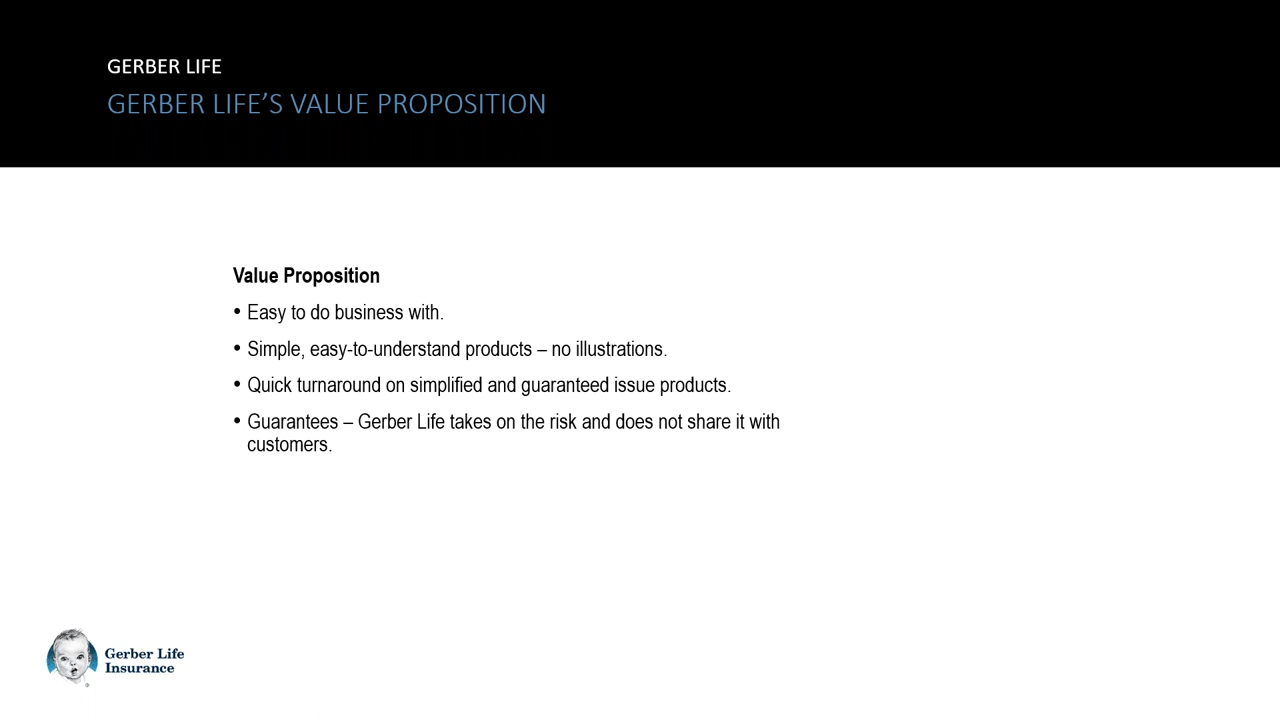 GERBER LIFE
GERBER LIFE’S VALUE PROPOSITION
Value Proposition
• Easy to do business with.
• Simple, easy-to-understand products – no illustrations.
• Quick turnaround on simplified and guaranteed issue products.
• Guarantees – Gerber Life takes on the risk and does not share it with
customers.
Gerber Life
Insurance
®